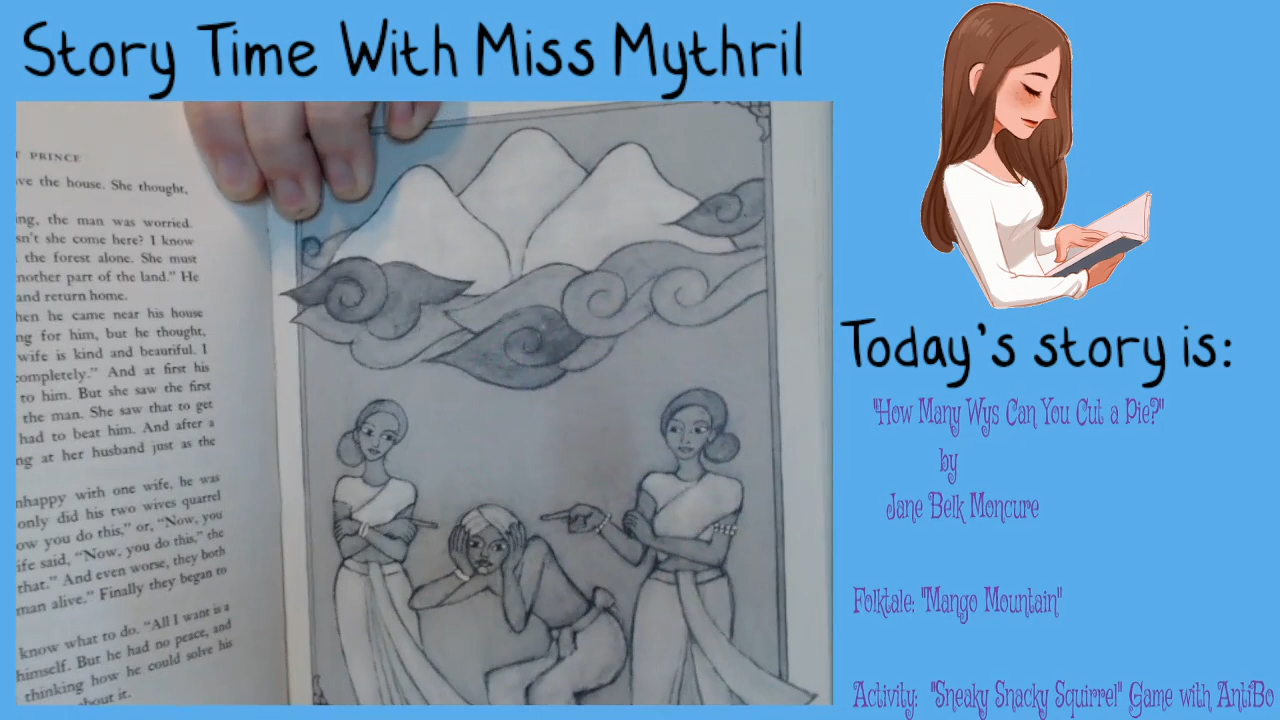 Story Time With Miss Mythril
T PRINCE
ve the house. She thought,
ing, the man was worried.
sn't she come here? I know
the forest alone. She must
nother part of the land." He
and return home.
hen he came near his house
ng for him, but he thought,
wife is kind and beautiful. I
completely." And at first his
to him. But she saw the first
the man. She saw that to get
had to beat him. And after a
ng at her husband just as the
nhappy with one wife, he was
only did his two wives quarrel
ow you do this," or, "Now, you
ife said, "Now, you do this," the
that." And even worse, they both
man alive." Finally they began to
know what to do. "All I want is a
himself. But he had no peace, and
thinking how he could solve his
about it.
Today's story is:
"How Many Wys Can You Cut a Pie?"
by
Jane Belk Moncure
Folktale: "Mango Mountain"
Activity: "Sneaky Snacky Squirrel" Game with AntiBo